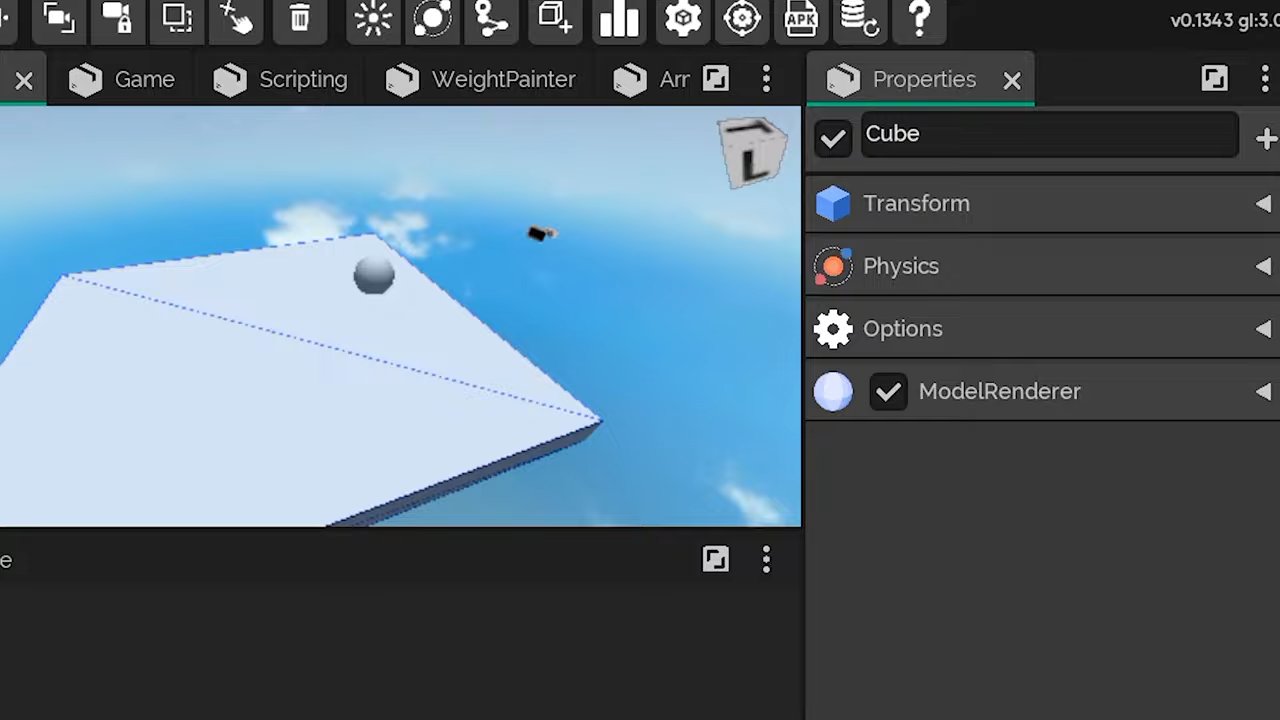 APK
?
v0.1343 gl:3.0
Game
Scripting
WeightPainter
Arr
Properties
Cube
L
Transform
Physics
Options
ModelRenderer
e